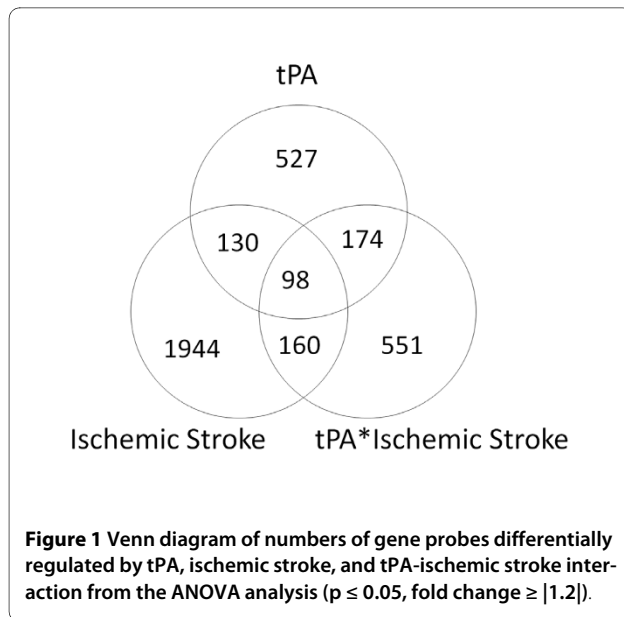 tPA
527
130
174
98
1944
160
551
Ischemic Stroke
tPA*Ischemic Stroke
Figure 1 Venn diagram of numbers of gene probes differentially
regulated by tPA, ischemic stroke, and tPA-ischemic stroke inter-
action from the ANOVA analysis (p ≤ 0.05, fold change ≥ |1.2|).